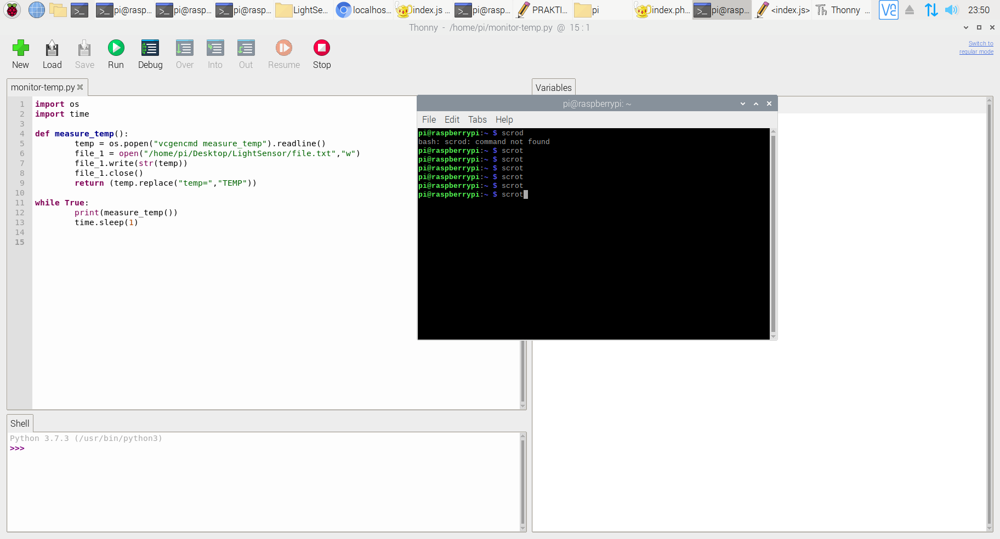 pi@rasp... pi@rasp... pi@rasp... LightSe... localhos... index.js ... pi@rasp... PRAKTI... pi index.ph... pi@rasp... <index.js> Thonny ... 23:50
Thonny - /home/pi/monitor-temp.py @ 15 : 1
New Load Save Run Debug Over Into Out Resume Stop
Switch to
regular mode
monitor-temp.py
1 import os
2 import time
3
4 def measure_temp():
5 temp = os.popen("vcgencmd measure_temp").readline()
6 file_1 = open("/home/pi/Desktop/LightSensor/file.txt","w")
7 file_1.write(str(temp))
8 file_1.close()
9 return (temp.replace("temp=","TEMP"))
10
11 while True:
12 print(measure_temp())
13 time.sleep(1)
14
15
Variables
pi@raspberrypi: ~
File Edit Tabs Help
pi@raspberrypi:~ $ scrod
bash: scrod: command not found
pi@raspberrypi:~ $ scrot
pi@raspberrypi:~ $ scrot
pi@raspberrypi:~ $ scrot
pi@raspberrypi:~ $ scrot
pi@raspberrypi:~ $ scrot
pi@raspberrypi:~ $ scrot
Shell
Python 3.7.3 (/usr/bin/python3)
>>>